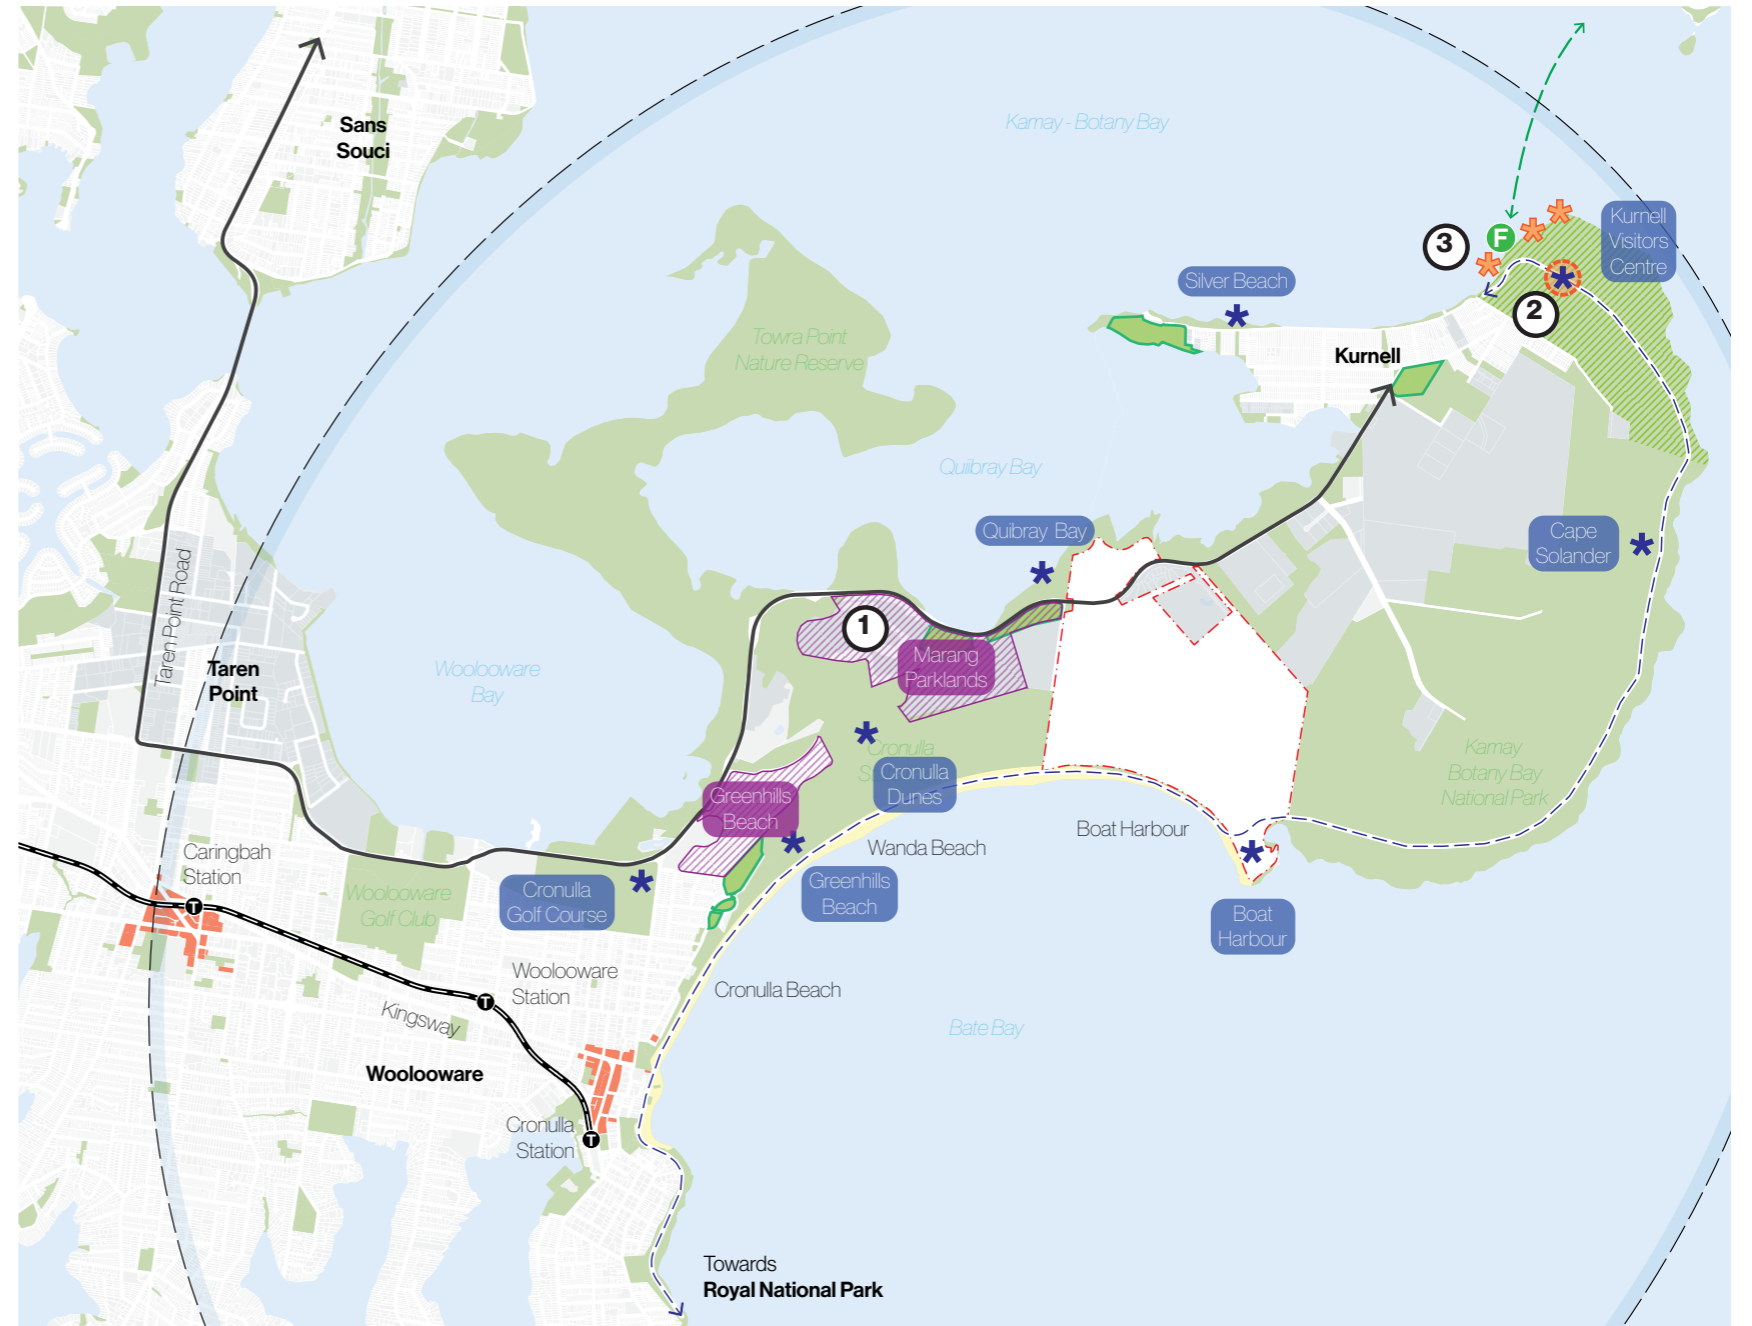 Sans
Souci
Kamay - Botany Bay
Kurnell
Visitors
Centre
F
3
2
Silver Beach
Kurnell
Towra Point
Nature Reserve
Quiibray Bay
Quibray Bay
Cape
Solander
Taren Point Road
Taren
Point
Woolooware
Bay
1
Marang
Parklands
Cronulla
Cronulla
Dunes
Greenhills
Beach
Kamay
Botany Bay
National Park
Boat Harbour
Wanda Beach
Greenhills
Beach
Boat
Harbour
Caringbah
Station
T
Woolooware
Golf Club
Cronulla
Golf Course
Woolooware
Station
T
Kingsway
Cronulla Beach
Bate Bay
Woolooware
Cronulla
Station
T
Towards
Royal National Park